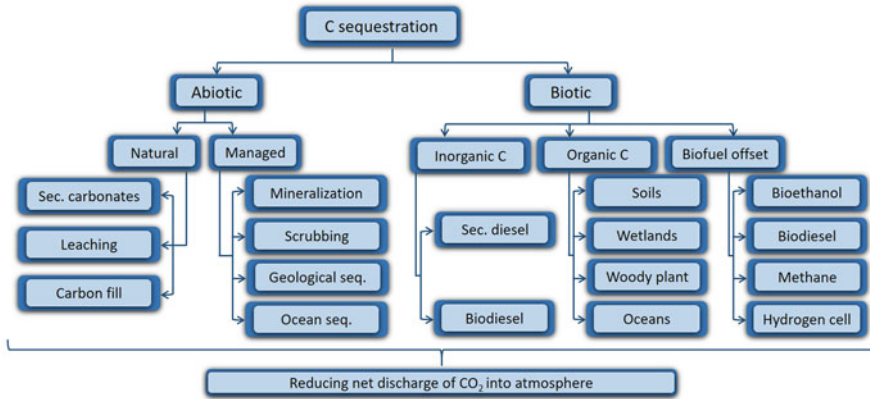 C sequestration
Abiotic
Biotic
Natural
Managed
Inorganic C
Organic C
Biofuel offset
Sec. carbonates
Leaching
Carbon fill
Mineralization
Scrubbing
Geological seq.
Ocean seq.
Sec. diesel
Biodiesel
Soils
Wetlands
Woody plant
Oceans
Bioethanol
Biodiesel
Methane
Hydrogen cell
Reducing net discharge of CO₂ into atmosphere